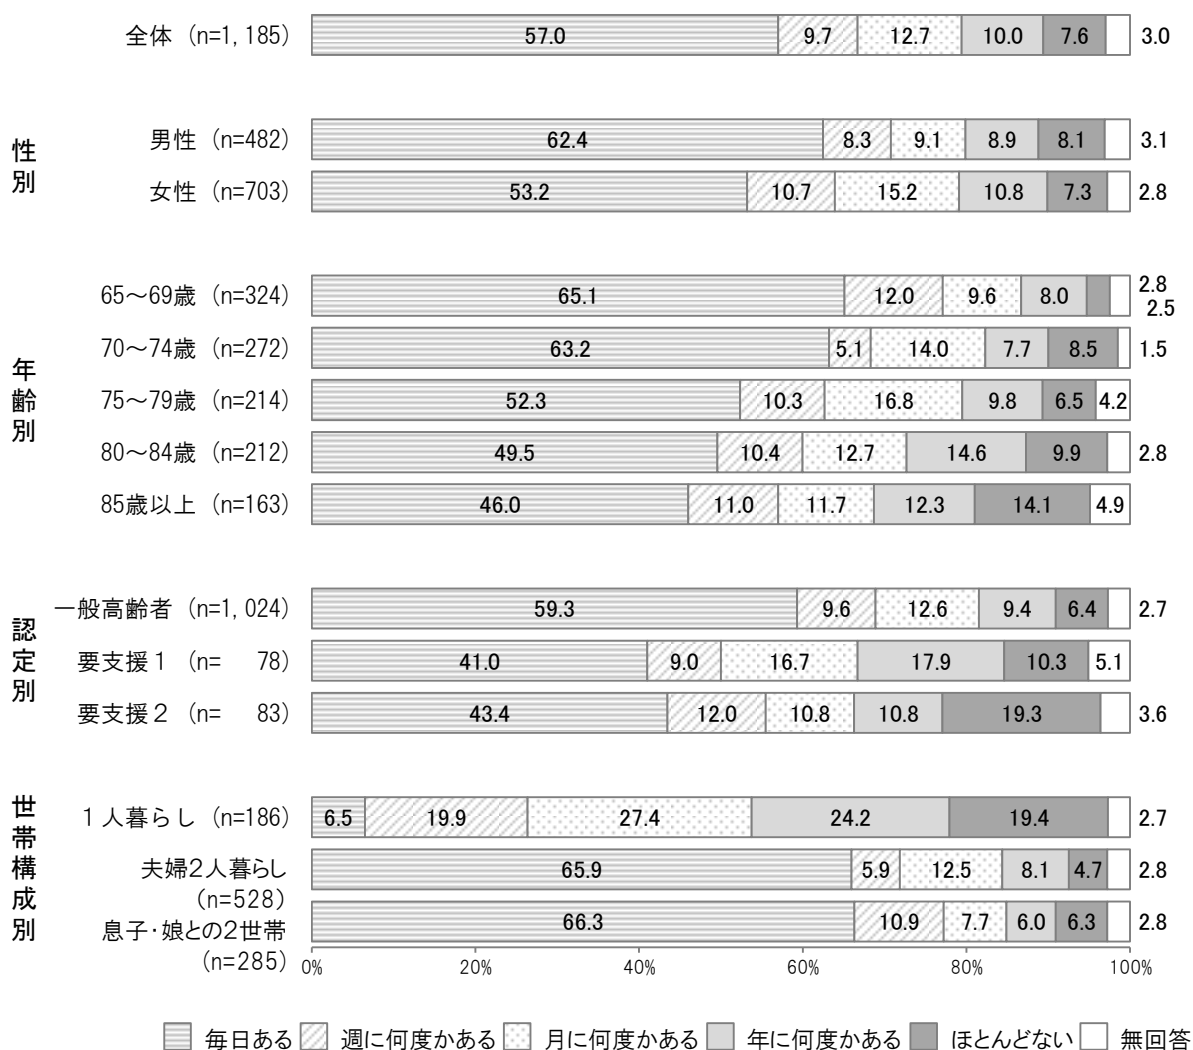 全体 (n=1,185) 57.0 9.7 12.7 10.0 7.6 3.0
性別
男性 (n=482) 62.4 8.3 9.1 8.9 8.1 3.1
女性 (n=703) 53.2 10.7 15.2 10.8 7.3 2.8
年齢別
65～69歳 (n=324) 65.1 12.0 9.6 8.0 2.8
2.5
70～74歳 (n=272) 63.2 5.1 14.0 7.7 8.5 1.5
75～79歳 (n=214) 52.3 10.3 16.8 9.8 6.5 4.2
80～84歳 (n=212) 49.5 10.4 12.7 14.6 9.9 2.8
85歳以上 (n=163) 46.0 11.0 11.7 12.3 14.1 4.9
認定別
一般高齢者 (n=1,024) 59.3 9.6 12.6 9.4 6.4 2.7
要支援１ (n= 78) 41.0 9.0 16.7 17.9 10.3 5.1
要支援２ (n= 83) 43.4 12.0 10.8 10.8 19.3 3.6
世帯構成別
１人暮らし (n=186) 6.5 19.9 27.4 24.2 19.4 2.7
夫婦２人暮らし 65.9 5.9 12.5 8.1 4.7 2.8
(n=528)
息子・娘との２世帯 66.3 10.9 7.7 6.0 6.3 2.8
(n=285)
0% 20% 40% 60% 80% 100%
毎日ある 週に何度かある 月に何度かある 年に何度かある ほとんどない 無回答